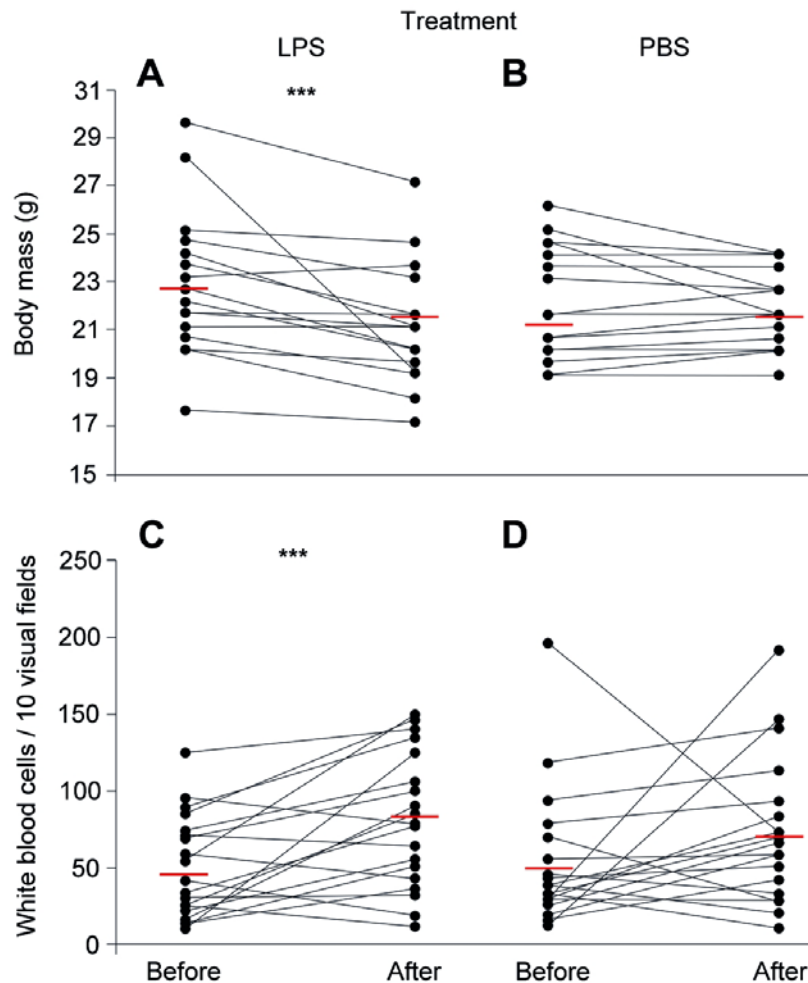 Treatment
LPS PBS
A
***
B
Body mass (g)
31
29
27
25
23
21
19
17
15
C
***
D
White blood cells / 10 visual fields
250
200
150
100
50
0
Before After Before After